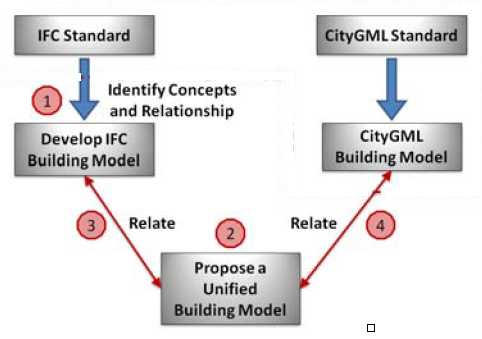 IFC Standard
CityGML Standard
1
Identify Concepts
and Relationship
Develop IFC
Building Model
CityGML
Building Model
3
Relate
2
Relate
4
Propose a
Unified
Building Model